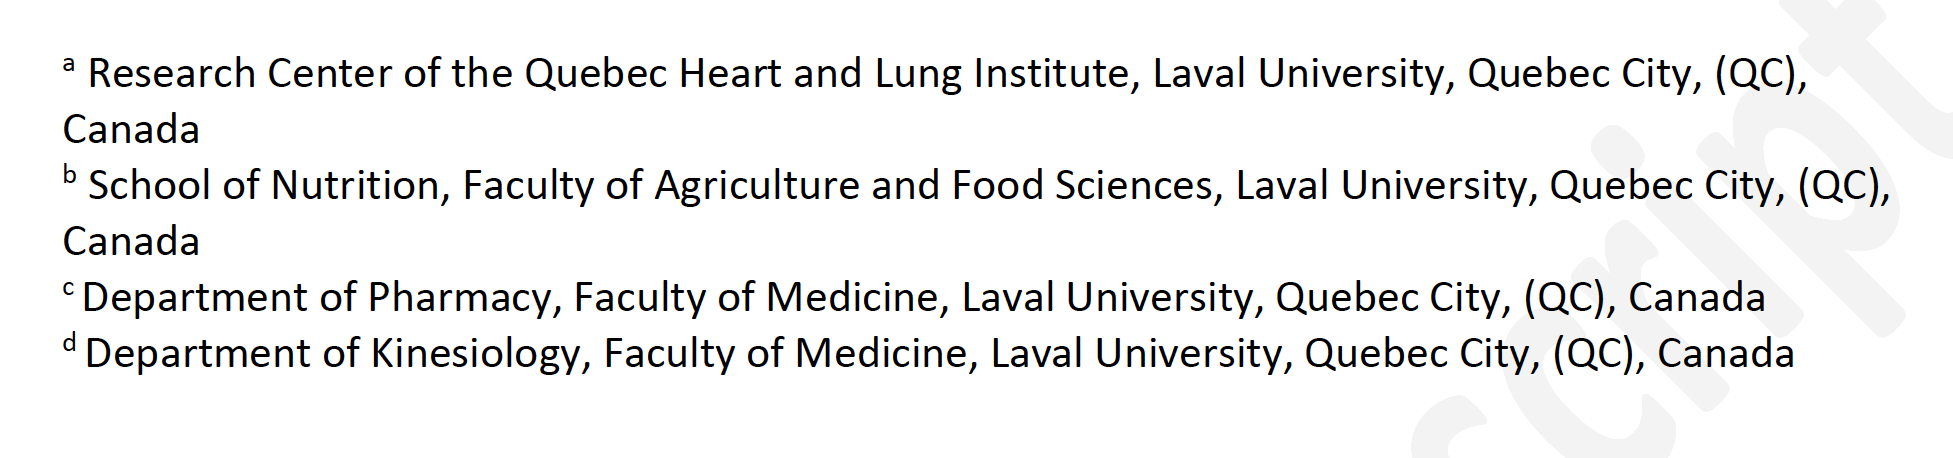 a Research Center of the Quebec Heart and Lung Institute, Laval University, Quebec City, (QC),
Canada
b School of Nutrition, Faculty of Agriculture and Food Sciences, Laval University, Quebec City, (QC),
Canada
c Department of Pharmacy, Faculty of Medicine, Laval University, Quebec City, (QC), Canada
d Department of Kinesiology, Faculty of Medicine, Laval University, Quebec City, (QC), Canada
script